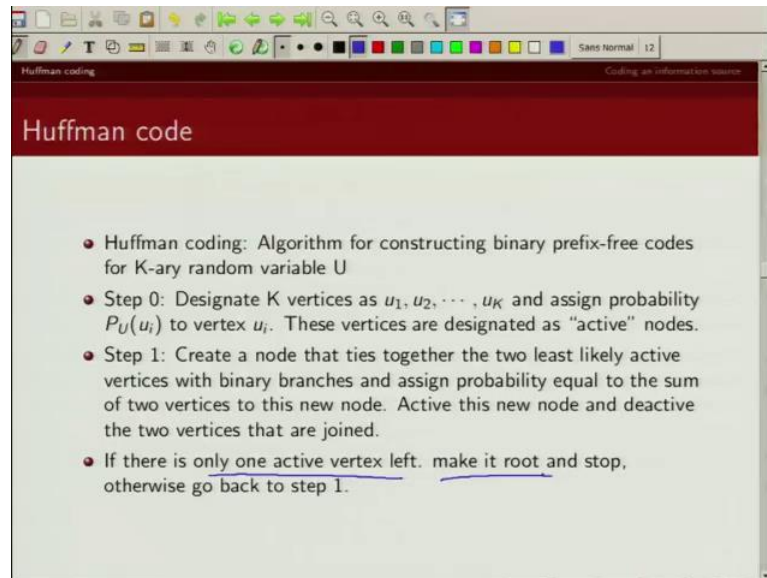 T
Sans Normal 12
Huffman coding
Coding an information source
Huffman code
Huffman coding: Algorithm for constructing binary prefix-free codes
for K-ary random variable U
Step 0: Designate K vertices as u₁, u₂, ⋯ , u_K and assign probability
P_U(u_i) to vertex u_i. These vertices are designated as “active” nodes.
Step 1: Create a node that ties together the two least likely active
vertices with binary branches and assign probability equal to the sum
of two vertices to this new node. Active this new node and deactive
the two vertices that are joined.
If there is only one active vertex left. make it root and stop,
otherwise go back to step 1.